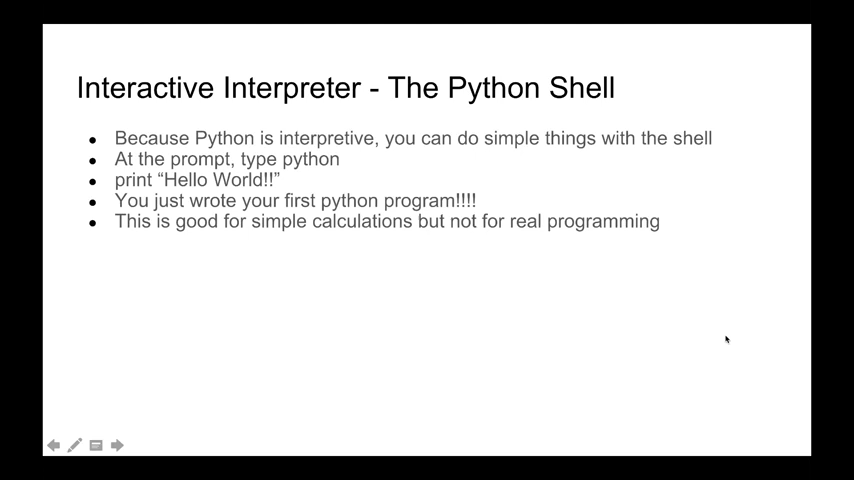 Interactive Interpreter - The Python Shell
● Because Python is interpretive, you can do simple things with the shell
● At the prompt, type python
● print “Hello World!!”
● You just wrote your first python program!!!!
● This is good for simple calculations but not for real programming